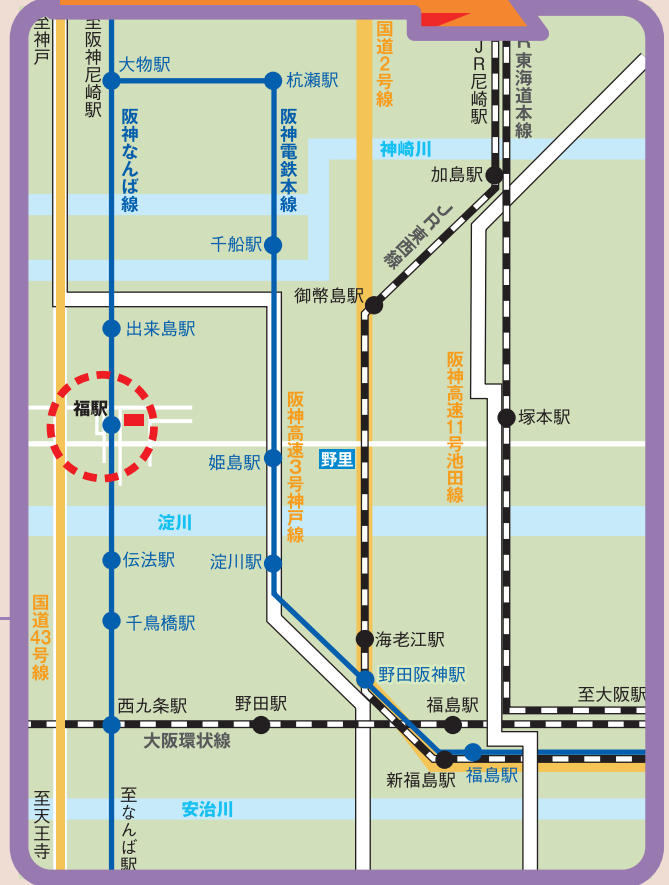 至神戸
至阪神尼崎駅
大物駅
杭瀬駅
国道2号線
JR尼崎駅
R東海道本線
阪神なんば線
阪神電鉄本線
神崎川
加島駅
JR東西線
千船駅
御幣島駅
出来島駅
福駅
阪神高速3号神戸線
阪神高速11号池田線
塚本駅
姫島駅
野里
淀川
伝法駅
淀川駅
国道43号線
千鳥橋駅
海老江駅
野田阪神駅
西九条駅
野田駅
福島駅
至大阪駅
大阪環状線
新福島駅
福島駅
至天王寺
至なんば駅
安治川